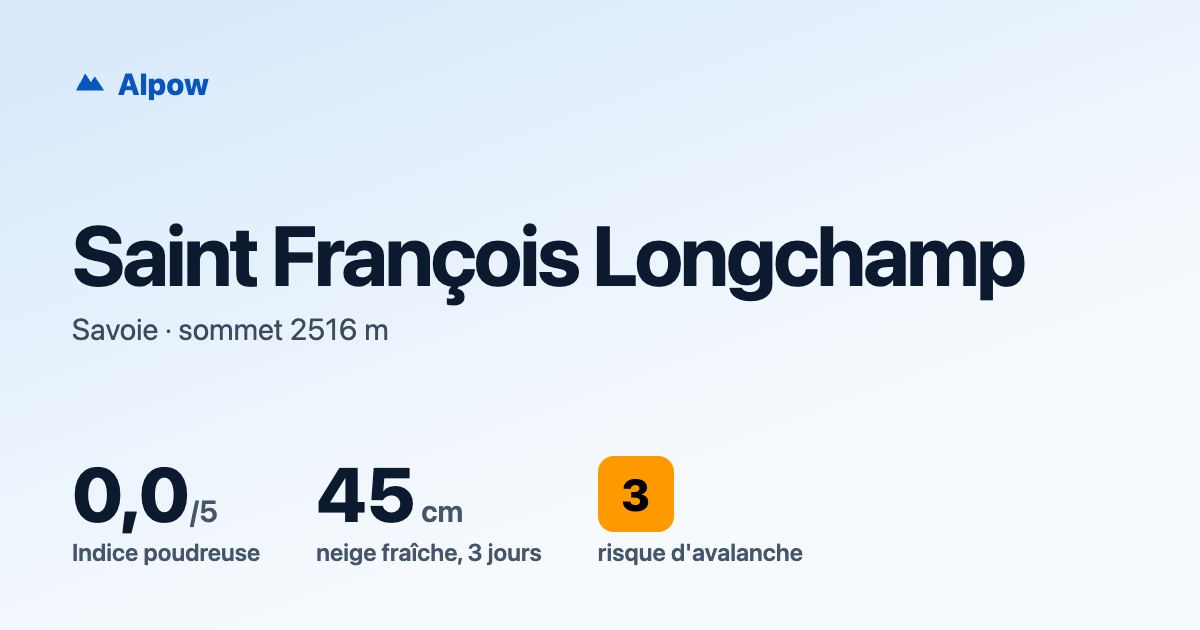 Alpow
Saint François Longchamp
Savoie · sommet 2516 m
0,0/5
45 cm
3
Indice poudreuse
neige fraîche, 3 jours
risque d'avalanche